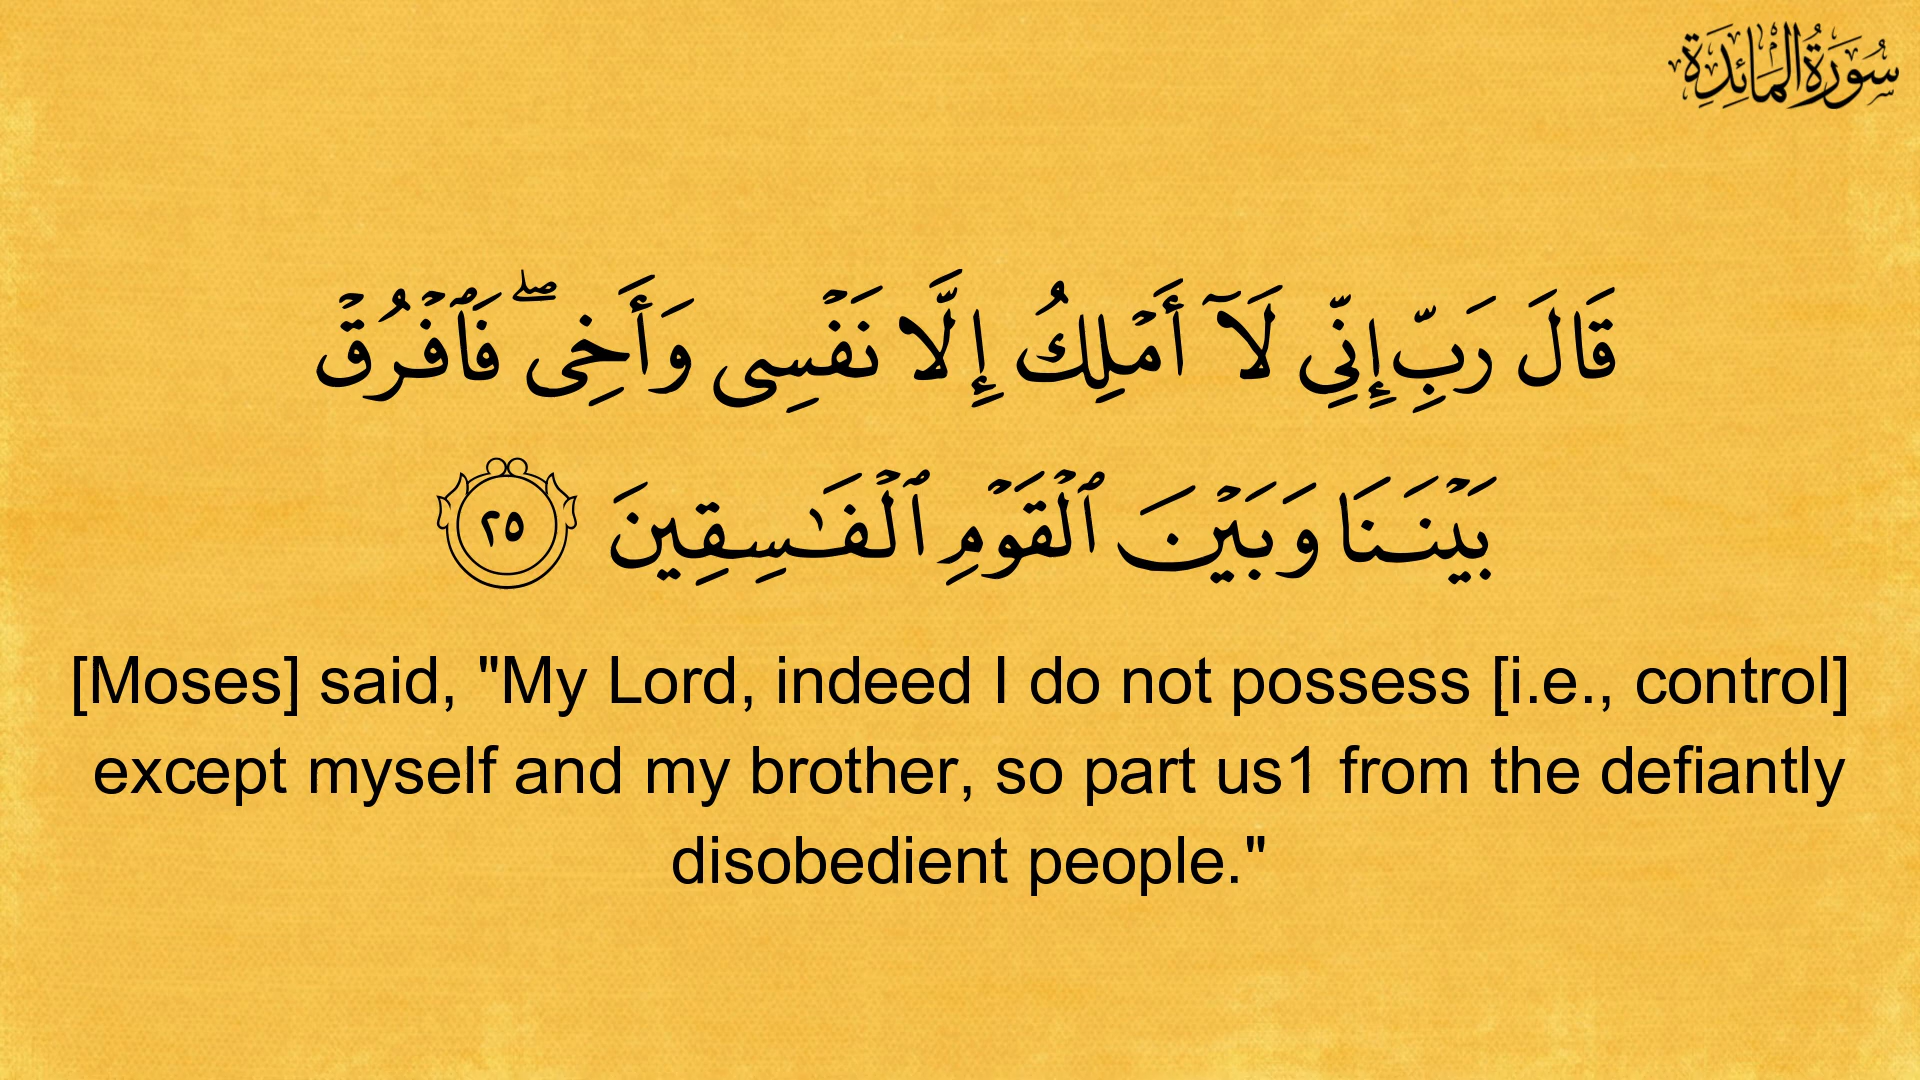 سُورَةُ الْمَائِدَةِ
قَالَ رَبِّ إِنِّى لَآ أَمْلِكُ إِلَّا نَفْسِى وَأَخِى ۖ فَٱفْرُقْ
بَيْنَنَا وَبَيْنَ ٱلْقَوْمِ ٱلْفَـٰسِقِينَ ٢٥
[Moses] said, "My Lord, indeed I do not possess [i.e., control]
except myself and my brother, so part us1 from the defiantly
disobedient people."